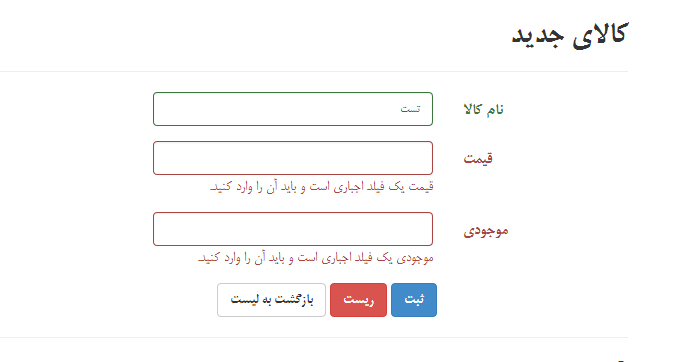 کالای جدید
نام کالا
تست
قیمت
قیمت یک فیلد اجباری است و باید آن را وارد کنید.
موجودی
موجودی یک فیلد اجباری است و باید آن را وارد کنید.
ثبت ریست بازگشت به لیست